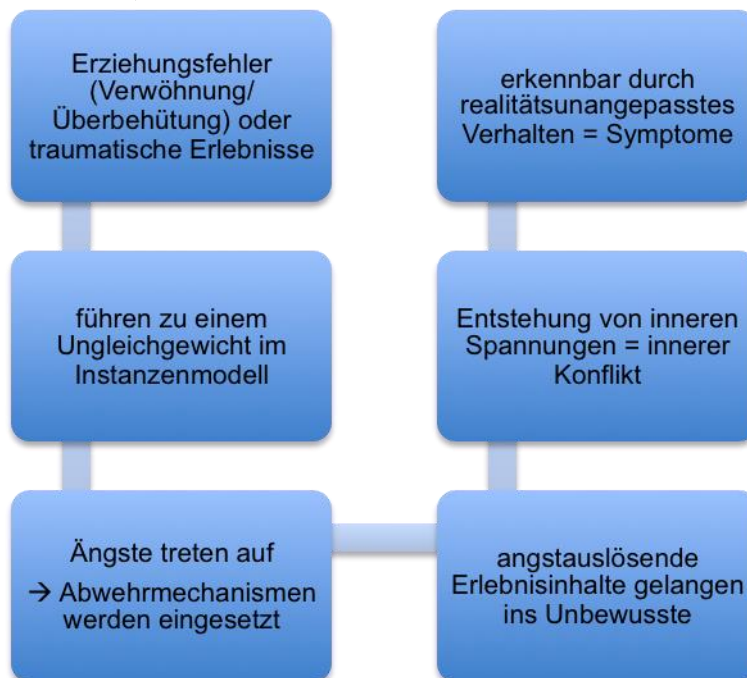 Erziehungsfehler
(Verwöhnung/
Überbehütung) oder
traumatische Erlebnisse
führen zu einem
Ungleichgewicht im
Instanzenmodell
Ängste treten auf
→ Abwehrmechanismen
werden eingesetzt
angstauslösende
Erlebnisinhalte gelangen
ins Unbewusste
Entstehung von inneren
Spannungen = innerer
Konflikt
erkennbar durch
realitätsunangepasstes
Verhalten = Symptome